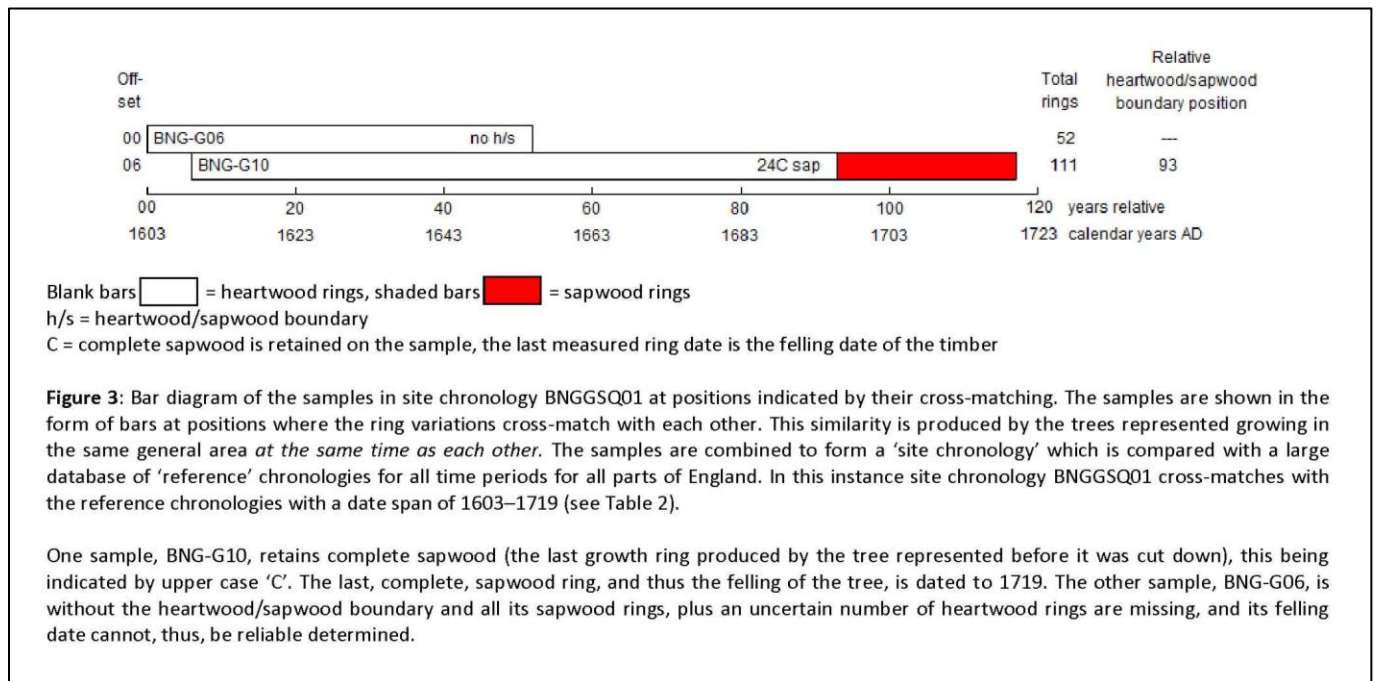 Off-
set
Total
rings
Relative
heartwood/sapwood
boundary position
00 BNG-G06 no h/s 52 ---
06 BNG-G10 24C sap 111 93
00 20 40 60 80 100 120 years relative
1603 1623 1643 1663 1683 1703 1723 calendar years AD
Blank bars = heartwood rings, shaded bars = sapwood rings
h/s = heartwood/sapwood boundary
C = complete sapwood is retained on the sample, the last measured ring date is the felling date of the timber
Figure 3: Bar diagram of the samples in site chronology BNGGSQ01 at positions indicated by their cross-matching. The samples are shown in the
form of bars at positions where the ring variations cross-match with each other. This similarity is produced by the trees represented growing in
the same general area at the same time as each other. The samples are combined to form a ‘site chronology’ which is compared with a large
database of ‘reference’ chronologies for all time periods for all parts of England. In this instance site chronology BNGGSQ01 cross-matches with
the reference chronologies with a date span of 1603–1719 (see Table 2).
One sample, BNG-G10, retains complete sapwood (the last growth ring produced by the tree represented before it was cut down), this being
indicated by upper case ‘C’. The last, complete, sapwood ring, and thus the felling of the tree, is dated to 1719. The other sample, BNG-G06, is
without the heartwood/sapwood boundary and all its sapwood rings, plus an uncertain number of heartwood rings are missing, and its felling
date cannot, thus, be reliable determined.